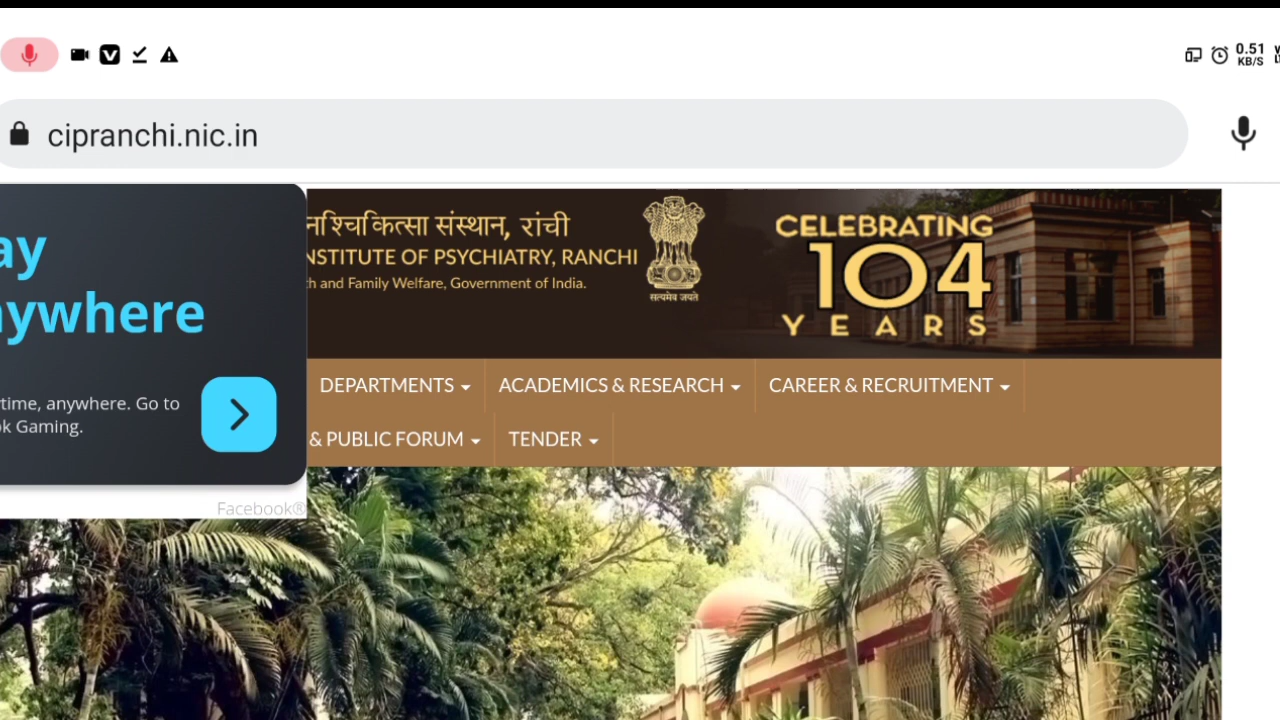 0.51
KB/S
cipranchi.nic.in
ay
ywhere
time, anywhere. Go to
k Gaming.
Facebook®
नश्चिकित्सा संस्थान, रांची
NSTITUTE OF PSYCHIATRY, RANCHI
h and Family Welfare, Government of India.
सत्यमेव जयते
CELEBRATING
104
YEARS
DEPARTMENTS
ACADEMICS & RESEARCH
CAREER & RECRUITMENT
& PUBLIC FORUM
TENDER